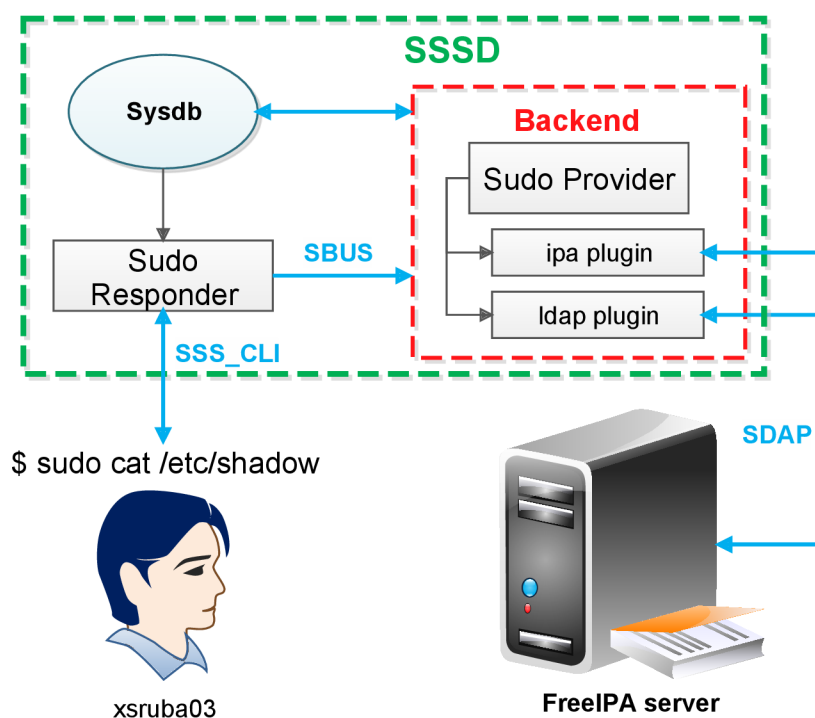 SSSD
Sysdb
Backend
Sudo Provider
ipa plugin
ldap plugin
Sudo
Responder
SBUS
SSS_CLI
$ sudo cat /etc/shadow
xsruba03
SDAP
FreeIPA server